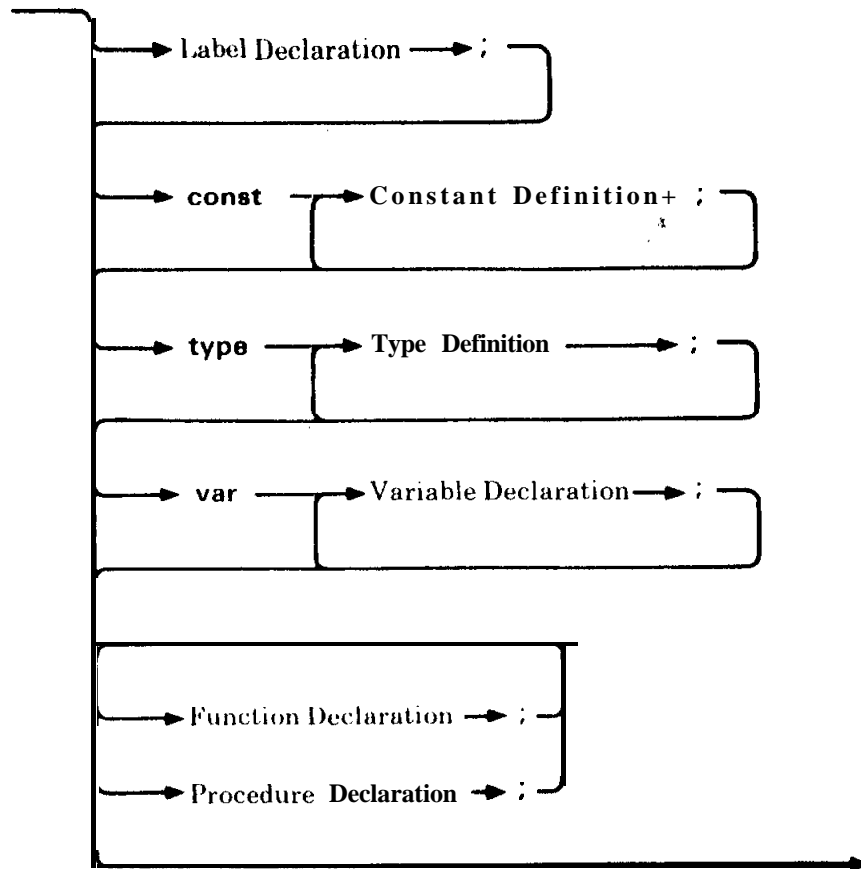 Label Declaration ;
const Constant Definition+ ;
type Type Definition ;
var Variable Declaration ;
Function Declaration ;
Procedure Declaration ;